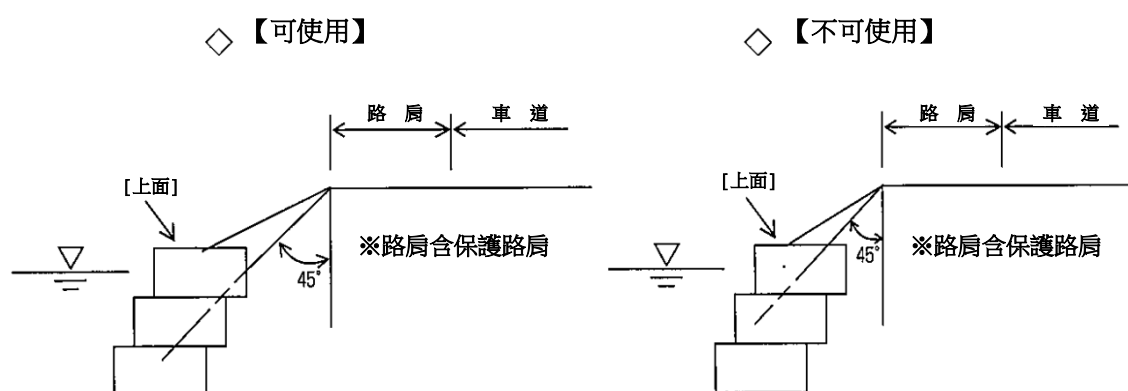 ◇ 【可使用】
路 肩 車 道
[上面]
※路肩含保護路肩
45°
◇ 【不可使用】
路 肩 車 道
[上面]
※路肩含保護路肩
45°